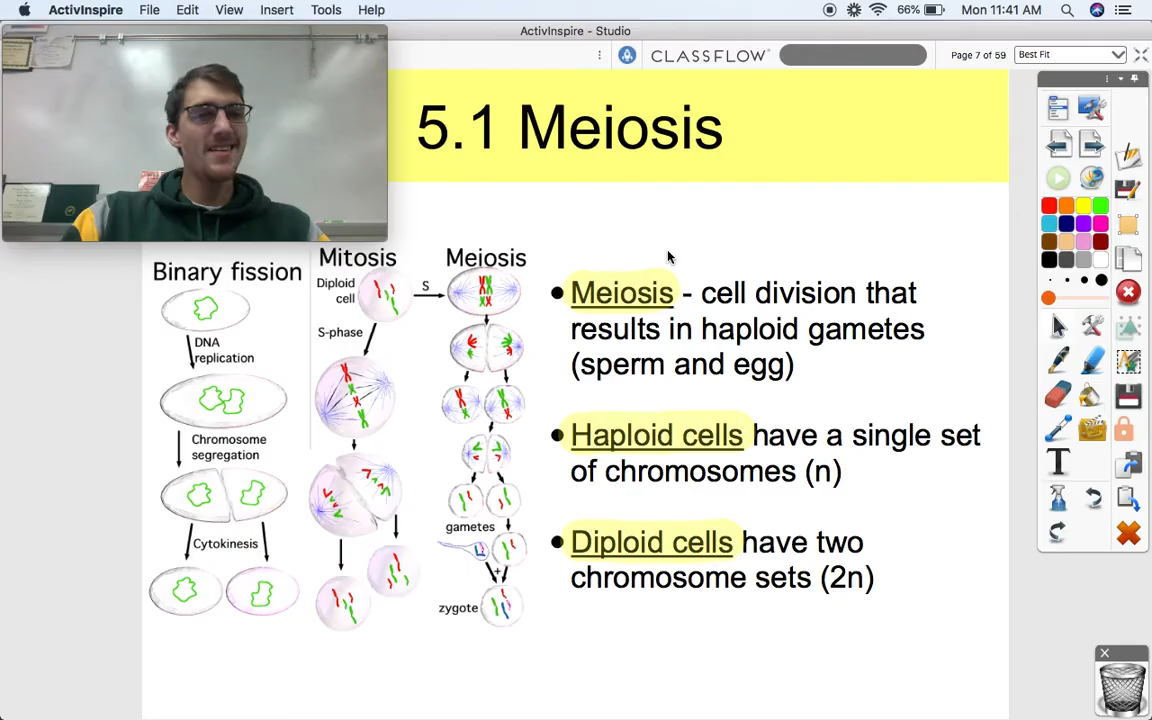 ActivInspire File Edit View Insert Tools Help
66% Mon 11:41 AM
ActivInspire - Studio
CLASSFLOW
Page 7 of 59
Best Fit
5.1 Meiosis
Binary fission
DNA
replication
Chromosome
segregation
Cytokinesis
Mitosis
Diploid
cell
S-phase
Meiosis
S
gametes
+
zygote
• Meiosis - cell division that
results in haploid gametes
(sperm and egg)
• Haploid cells have a single set
of chromosomes (n)
• Diploid cells have two
chromosome sets (2n)
T